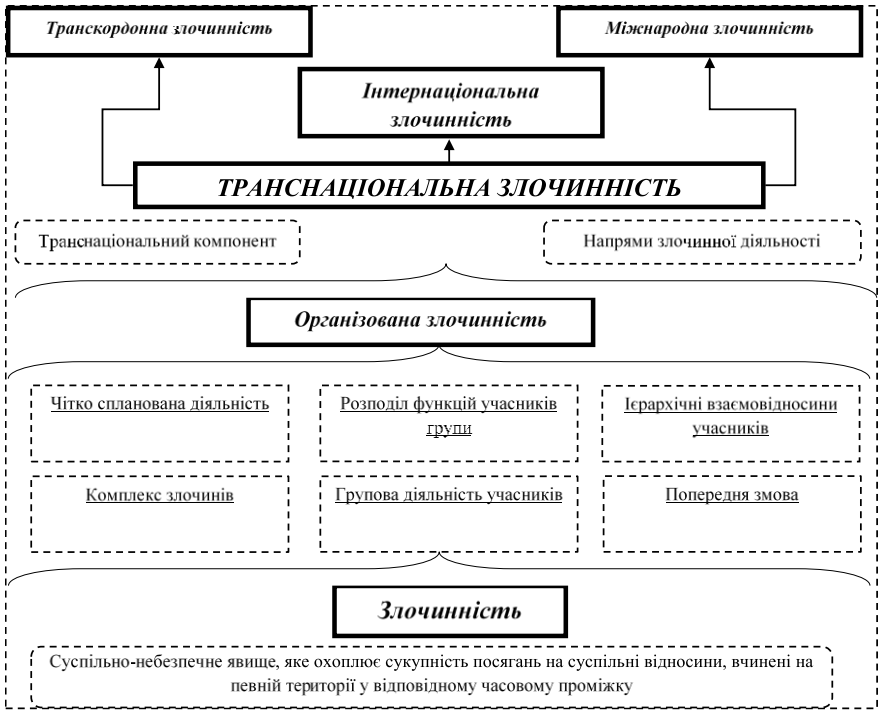 Транскордонна злочинність
Міжнародна злочинність
Інтернаціональна
злочинність
ТРАНСНАЦІОНАЛЬНА ЗЛОЧИННІСТЬ
Транснаціональний компонент
Напрями злочинної діяльності
Організована злочинність
Чітко спланована діяльність
Розподіл функцій учасників
групи
Ієрархічні взаємовідносини
учасників
Комплекс злочинів
Групова діяльність учасників
Попередня змова
Злочинність
Суспільно-небезпечне явище, яке охоплює сукупність посягань на суспільні відносини, вчинені на
певній території у відповідному часовому проміжку